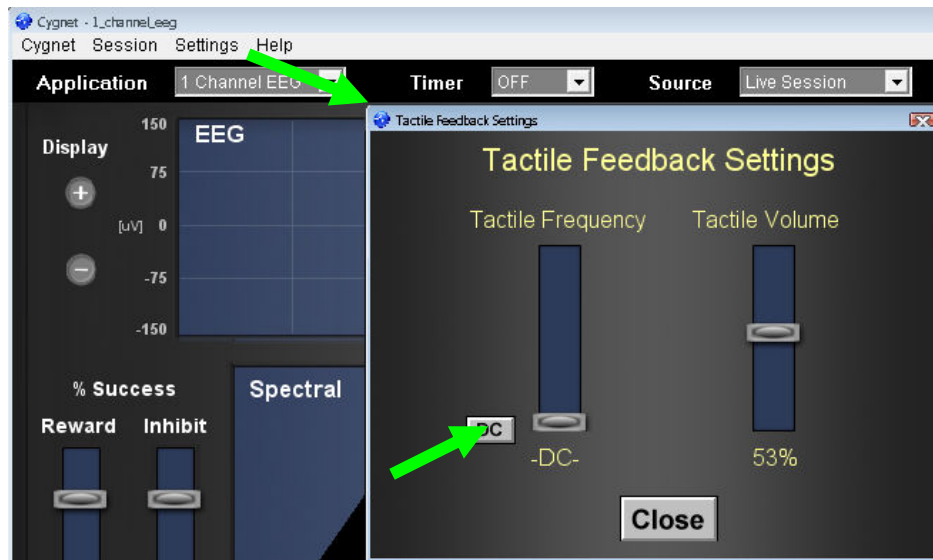 Cygnet - 1_channel_eeg
Cygnet Session Settings Help
Application 1 Channel EEG Timer OFF Source Live Session
Tactile Feedback Settings
Tactile Feedback Settings
Display
150
75
[uV] 0
-75
-150
EEG
Tactile Frequency Tactile Volume
DC
-DC- 53%
Close
% Success
Reward Inhibit
Spectral